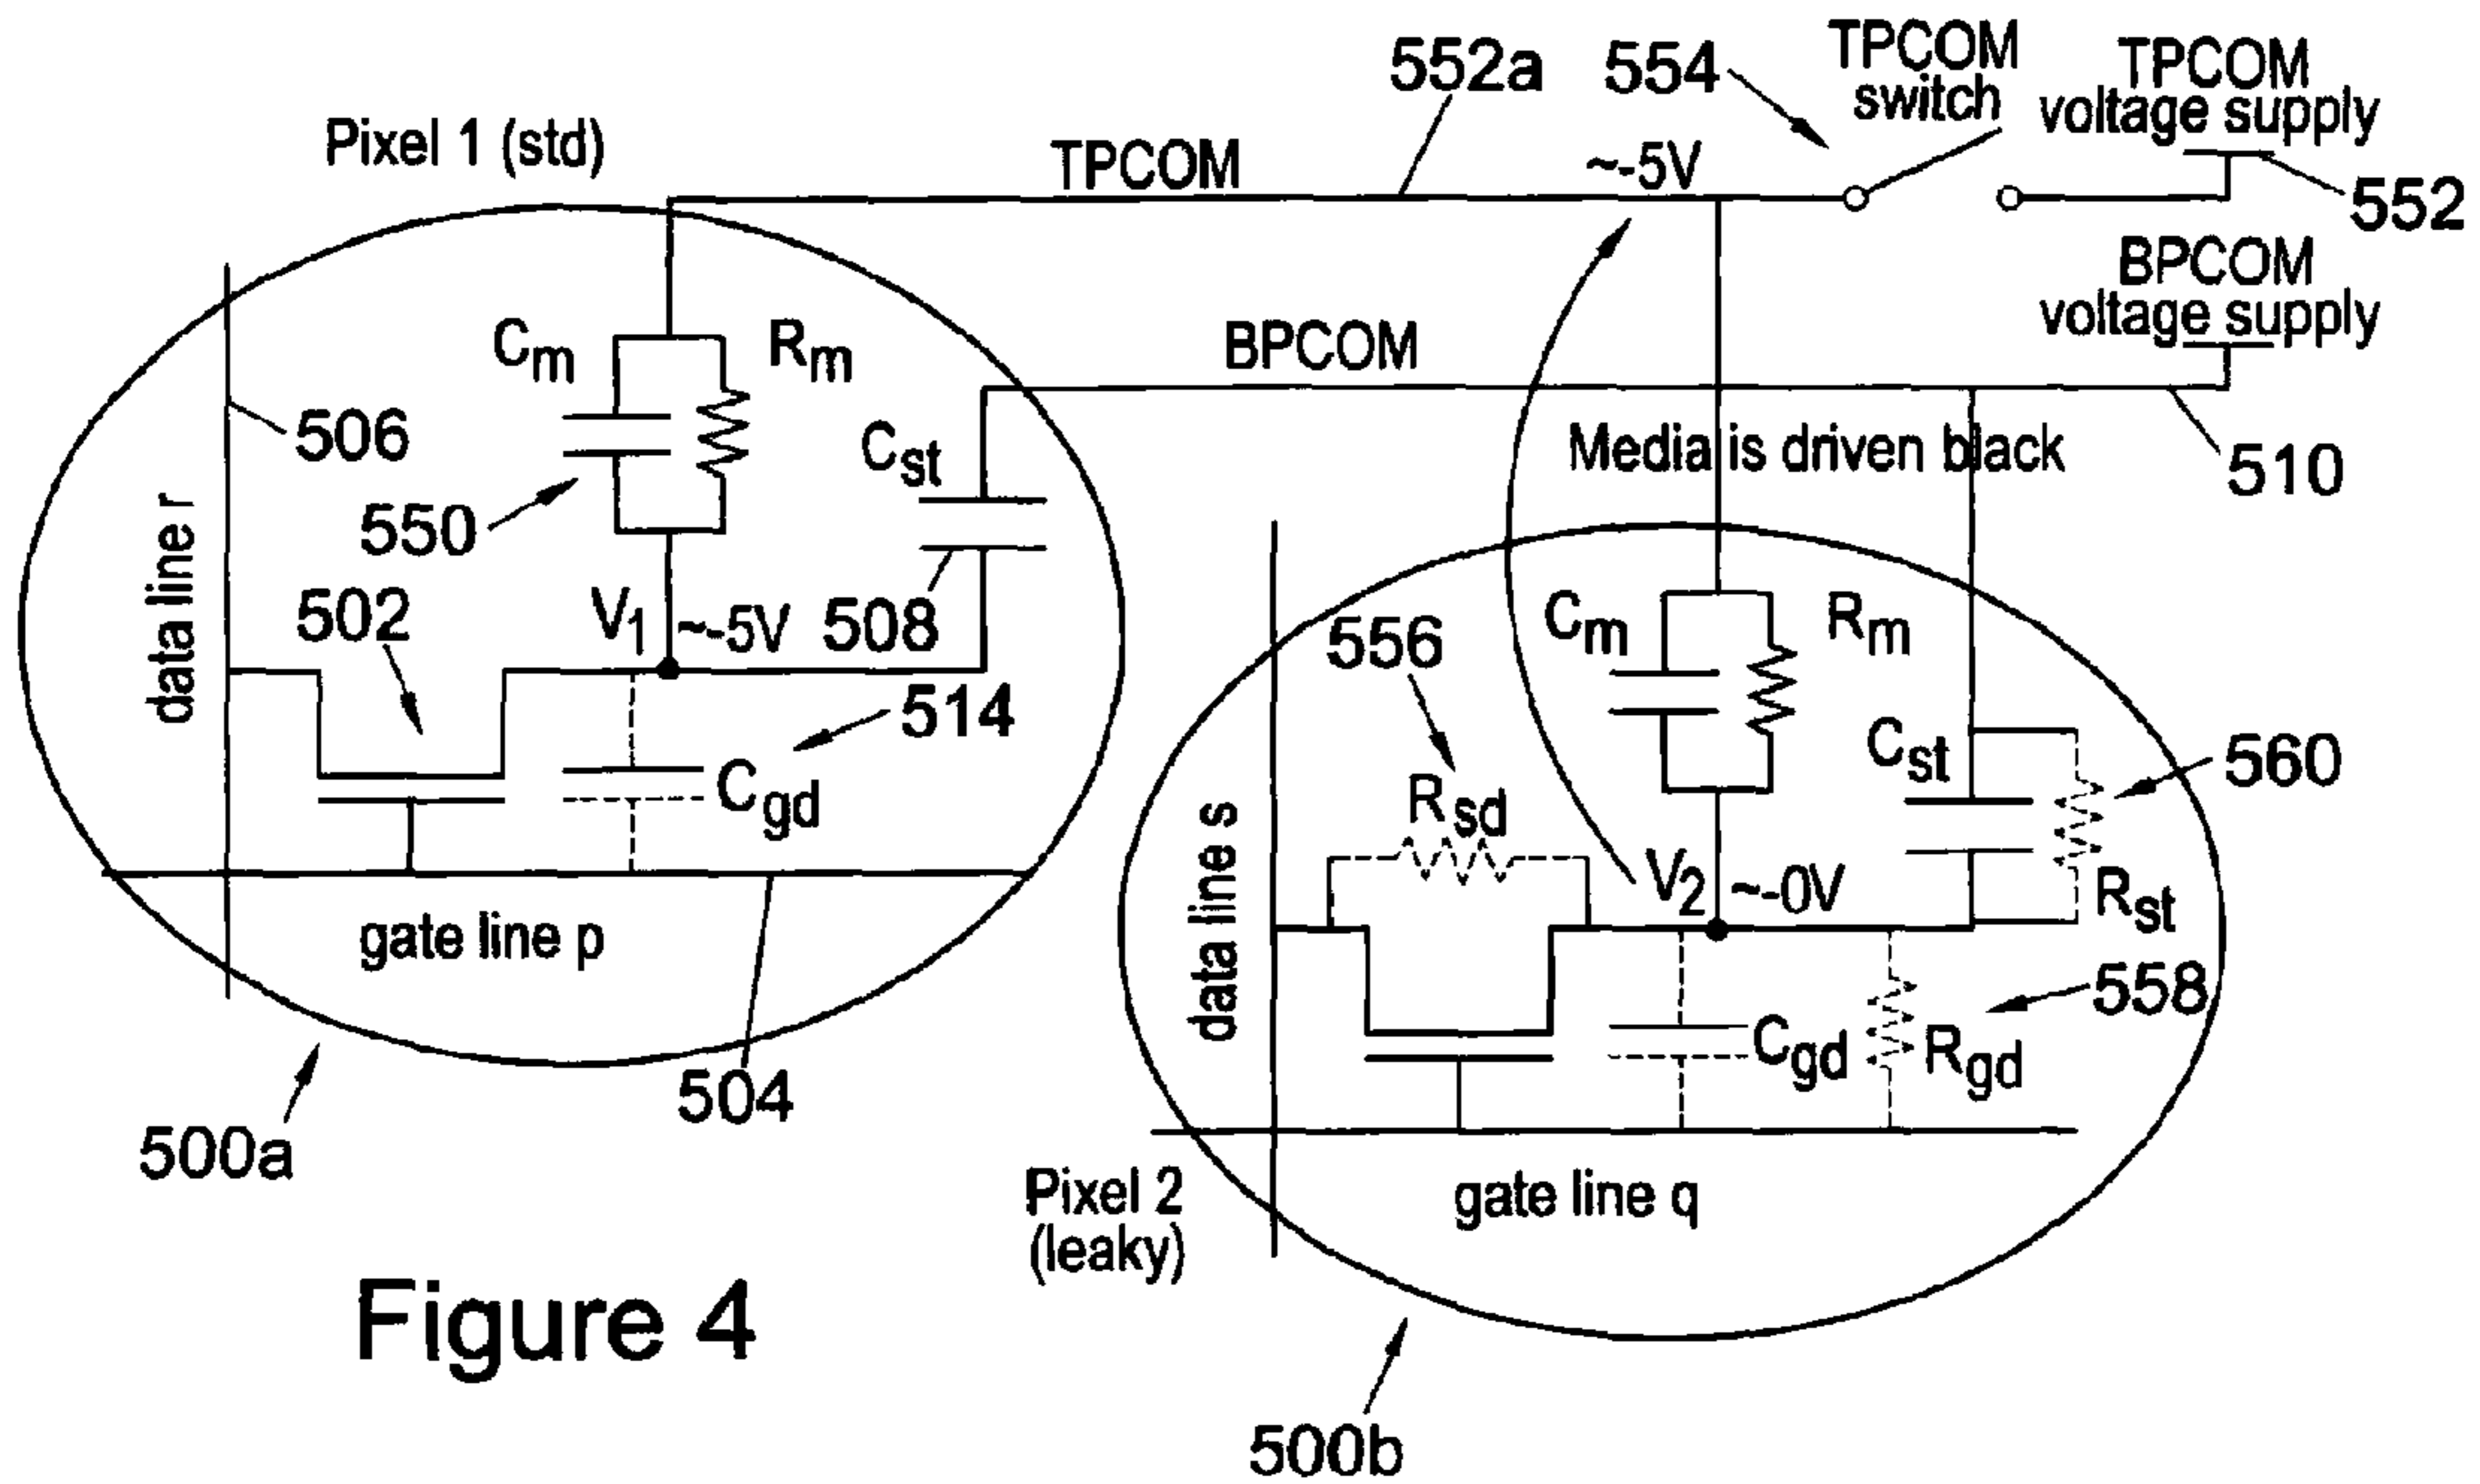 552a
554
TPCOM
switch
TPCOM
voltage supply
Pixel 1 (std)
TPCOM
~-5V
552
BPCOM
voltage supply
Cm
Rm
BPCOM
506
Cst
Media is driven black
510
550
data line r
502
V1
~-5V
508
556
Cm
Rm
514
Cst
560
Cgd
Rsd
data line s
V2
~-0V
Rst
gate line p
558
Cgd
Rgd
504
500a
Pixel 2
(leaky)
gate line q
Figure 4
500b